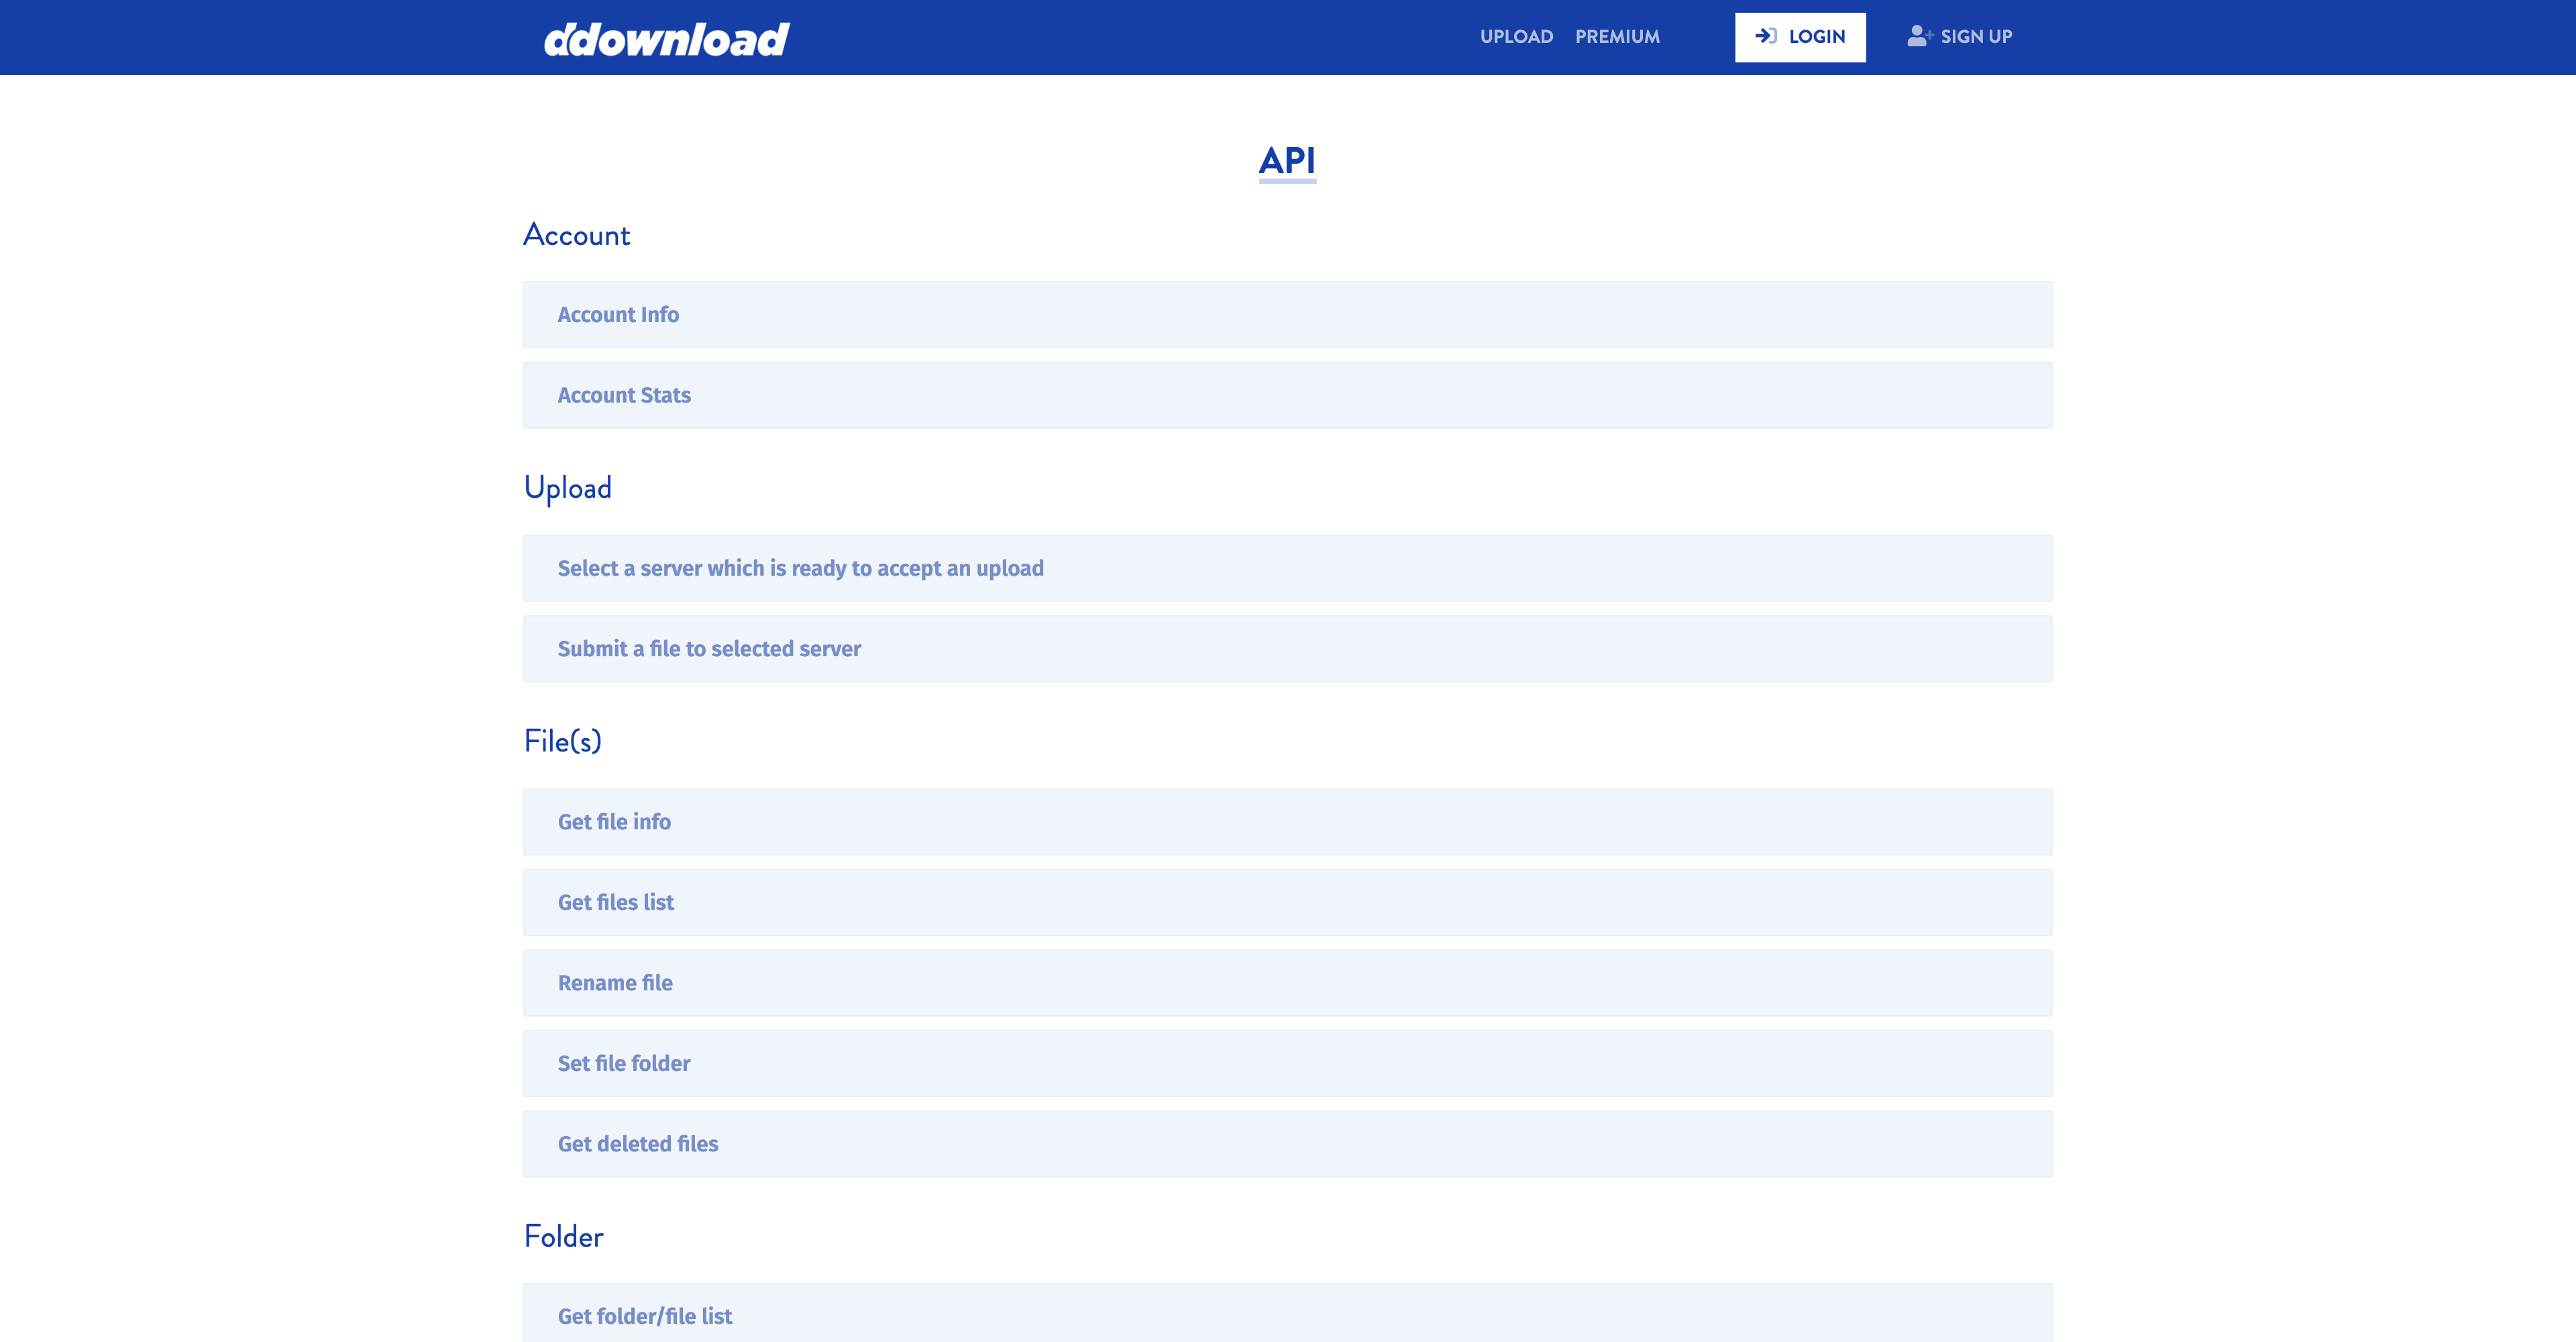 ddownload
UPLOAD PREMIUM LOGIN SIGN UP
API
Account
Account Info
Account Stats
Upload
Select a server which is ready to accept an upload
Submit a file to selected server
File(s)
Get file info
Get files list
Rename file
Set file folder
Get deleted files
Folder
Get folder/file list